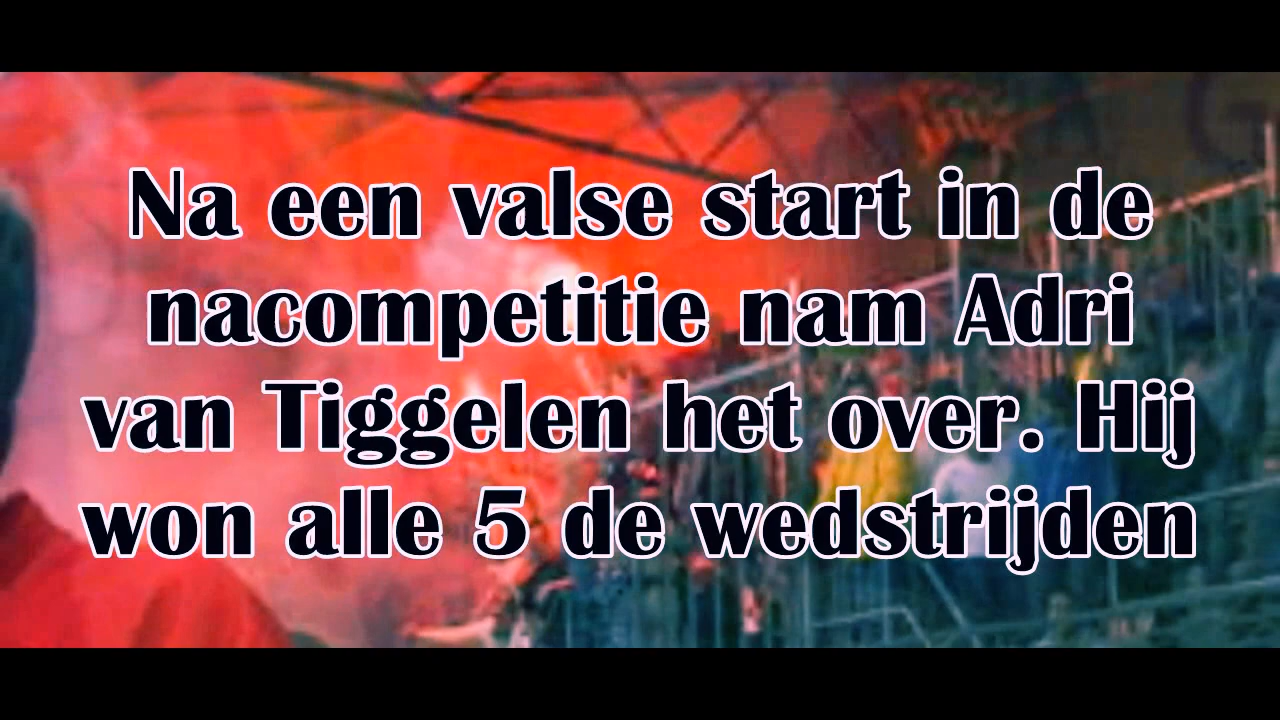 Na een valse start in de
nacompetitie nam Adri
van Tiggelen het over. Hij
won alle 5 de wedstrijden